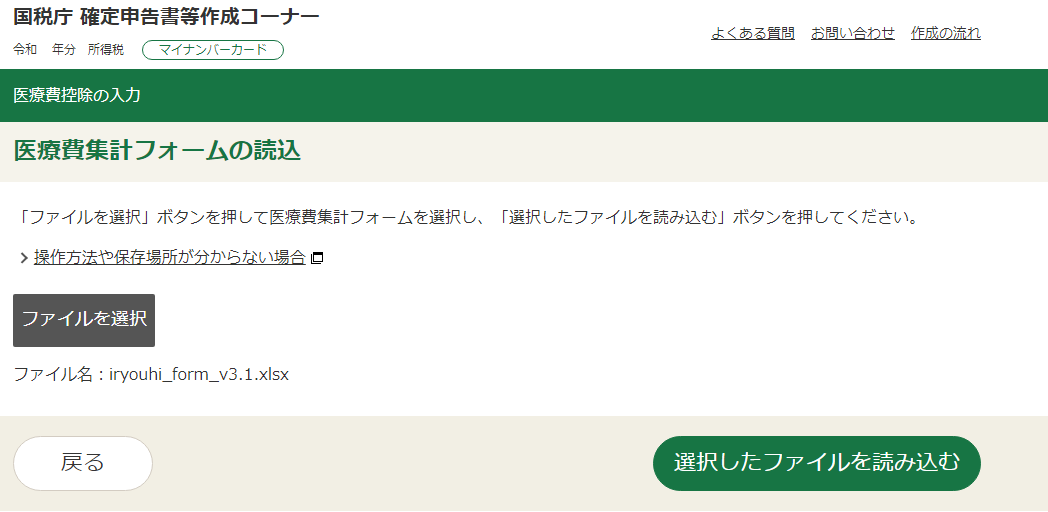 国税庁 確定申告書等作成コーナー
令和 年分 所得税 マイナンバーカード
よくある質問 お問い合わせ 作成の流れ
医療費控除の入力
医療費集計フォームの読込
「ファイルを選択」ボタンを押して医療費集計フォームを選択し、「選択したファイルを読み込む」ボタンを押してください。
操作方法や保存場所が分からない場合
ファイルを選択
ファイル名：iryouhi_form_v3.1.xlsx
戻る 選択したファイルを読み込む